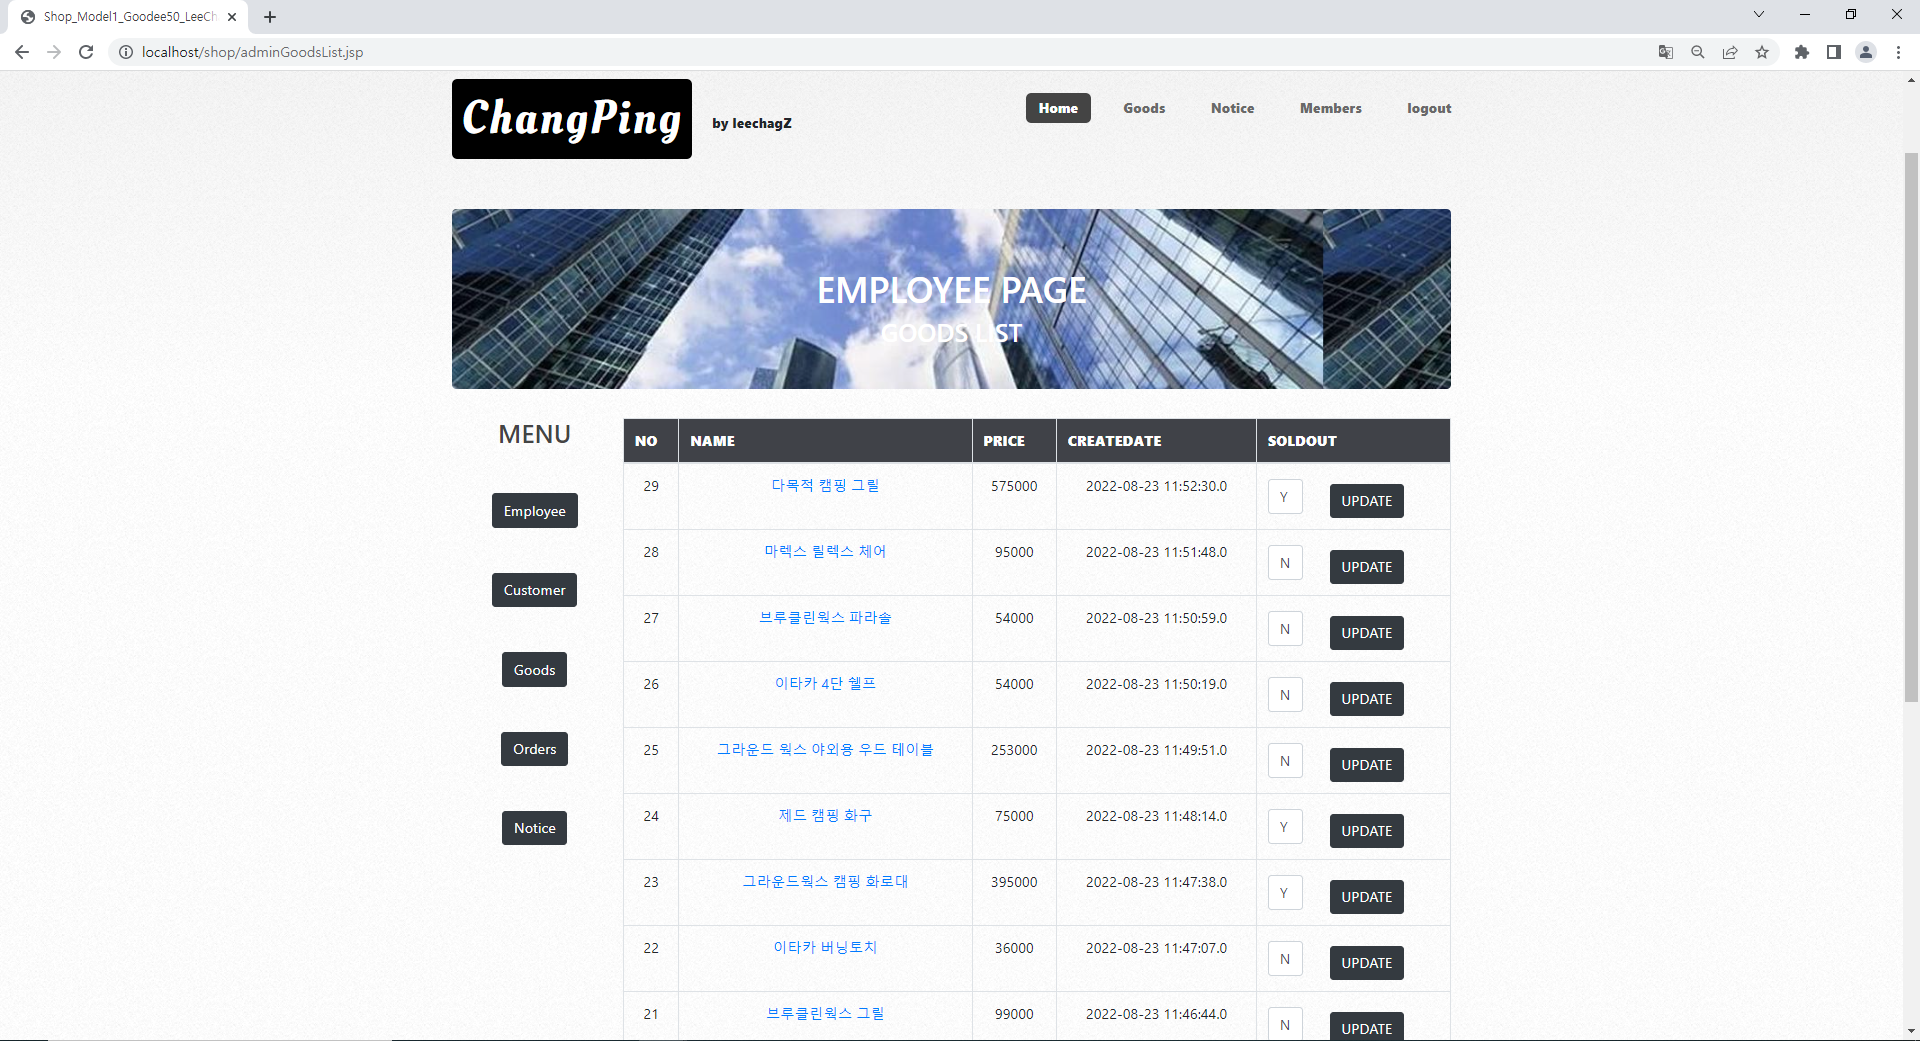 Shop_Model1_Goodee50_LeeCh
localhost/shop/adminGoodsList.jsp
ChangPing
by leechagZ
Home Goods Notice Members logout
EMPLOYEE PAGE
GOODS LIST
MENU
Employee
Customer
Goods
Orders
Notice
NO NAME PRICE CREATEDATE SOLDOUT
29 다목적 캠핑 그릴 575000 2022-08-23 11:52:30.0 Y UPDATE
28 마렉스 릴렉스 체어 95000 2022-08-23 11:51:48.0 N UPDATE
27 브루클린웍스 파라솔 54000 2022-08-23 11:50:59.0 N UPDATE
26 이타카 4단 쉘프 54000 2022-08-23 11:50:19.0 N UPDATE
25 그라운드 웍스 야외용 우드 테이블 253000 2022-08-23 11:49:51.0 N UPDATE
24 제드 캠핑 화구 75000 2022-08-23 11:48:14.0 Y UPDATE
23 그라운드웍스 캠핑 화로대 395000 2022-08-23 11:47:38.0 Y UPDATE
22 이타카 버닝토치 36000 2022-08-23 11:47:07.0 N UPDATE
21 브루클린웍스 그릴 99000 2022-08-23 11:46:44.0 N UPDATE